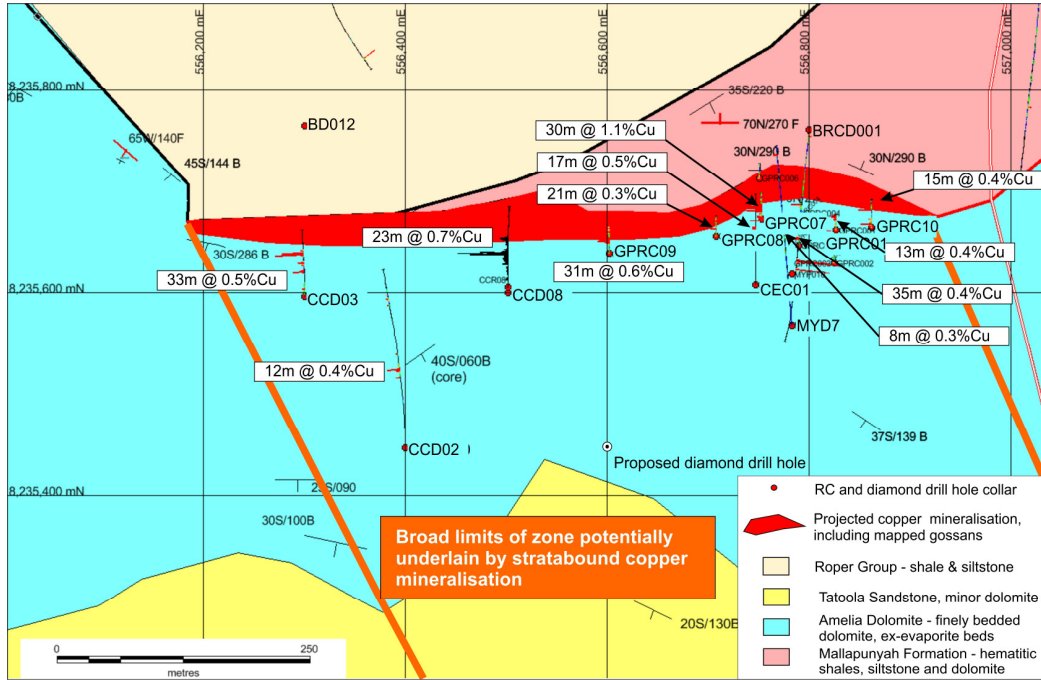 556,200 mE
556,400 mE
556,600 mE
556,800 mE
557,000 mE
8,235,800 mN
35S/220 B
BD012
30m @ 1.1%Cu
70N/270 F
BRCD001
65W/140F
45S/144 B
17m @ 0.5%Cu
30N/290 B
30N/290 B
21m @ 0.3%Cu
15m @ 0.4%Cu
GPRC07
23m @ 0.7%Cu
GPRC08
GPRC01
GPRC10
30S/286 B
GPRC09
13m @ 0.4%Cu
33m @ 0.5%Cu
31m @ 0.6%Cu
GPRC002
8,235,600 mN
CCD03
CCD08
CEC01
35m @ 0.4%Cu
MYD7
8m @ 0.3%Cu
12m @ 0.4%Cu
40S/060B
(core)
37S/139 B
CCD02
Proposed diamond drill hole
8,235,400 mN
30S/100B
20S/130B
Broad limits of zone potentially
underlain by stratabound copper
mineralisation
RC and diamond drill hole collar
Projected copper mineralisation,
including mapped gossans
Roper Group - shale & siltstone
Tatoola Sandstone, minor dolomite
Amelia Dolomite - finely bedded
dolomite, ex-evaporite beds
Mallapunyah Formation - hematitic
shales, siltstone and dolomite
0 250
metres